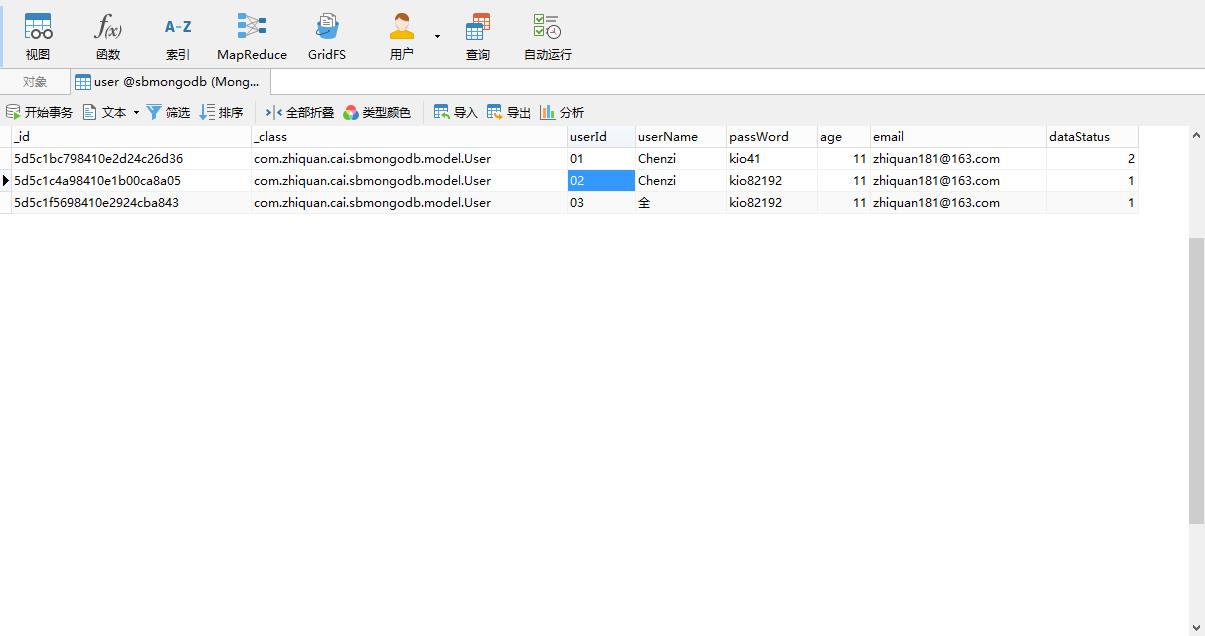 f(x) A-Z
视图 函数 索引 MapReduce GridFS 用户 查询 自动运行
对象 user @sbmongodb (Mong...
开始事务 文本 筛选 排序 全部折叠 类型颜色 导入 导出 分析
_id _class userId userName passWord age email dataStatus
5d5c1bc798410e2d24c26d36 com.zhiquan.cai.sbmongodb.model.User 01 Chenzi kio41 11 zhiquan181@163.com 2
5d5c1c4a98410e1b00ca8a05 com.zhiquan.cai.sbmongodb.model.User 02 Chenzi kio82192 11 zhiquan181@163.com 1
5d5c1f5698410e2924cba843 com.zhiquan.cai.sbmongodb.model.User 03 全 kio82192 11 zhiquan181@163.com 1